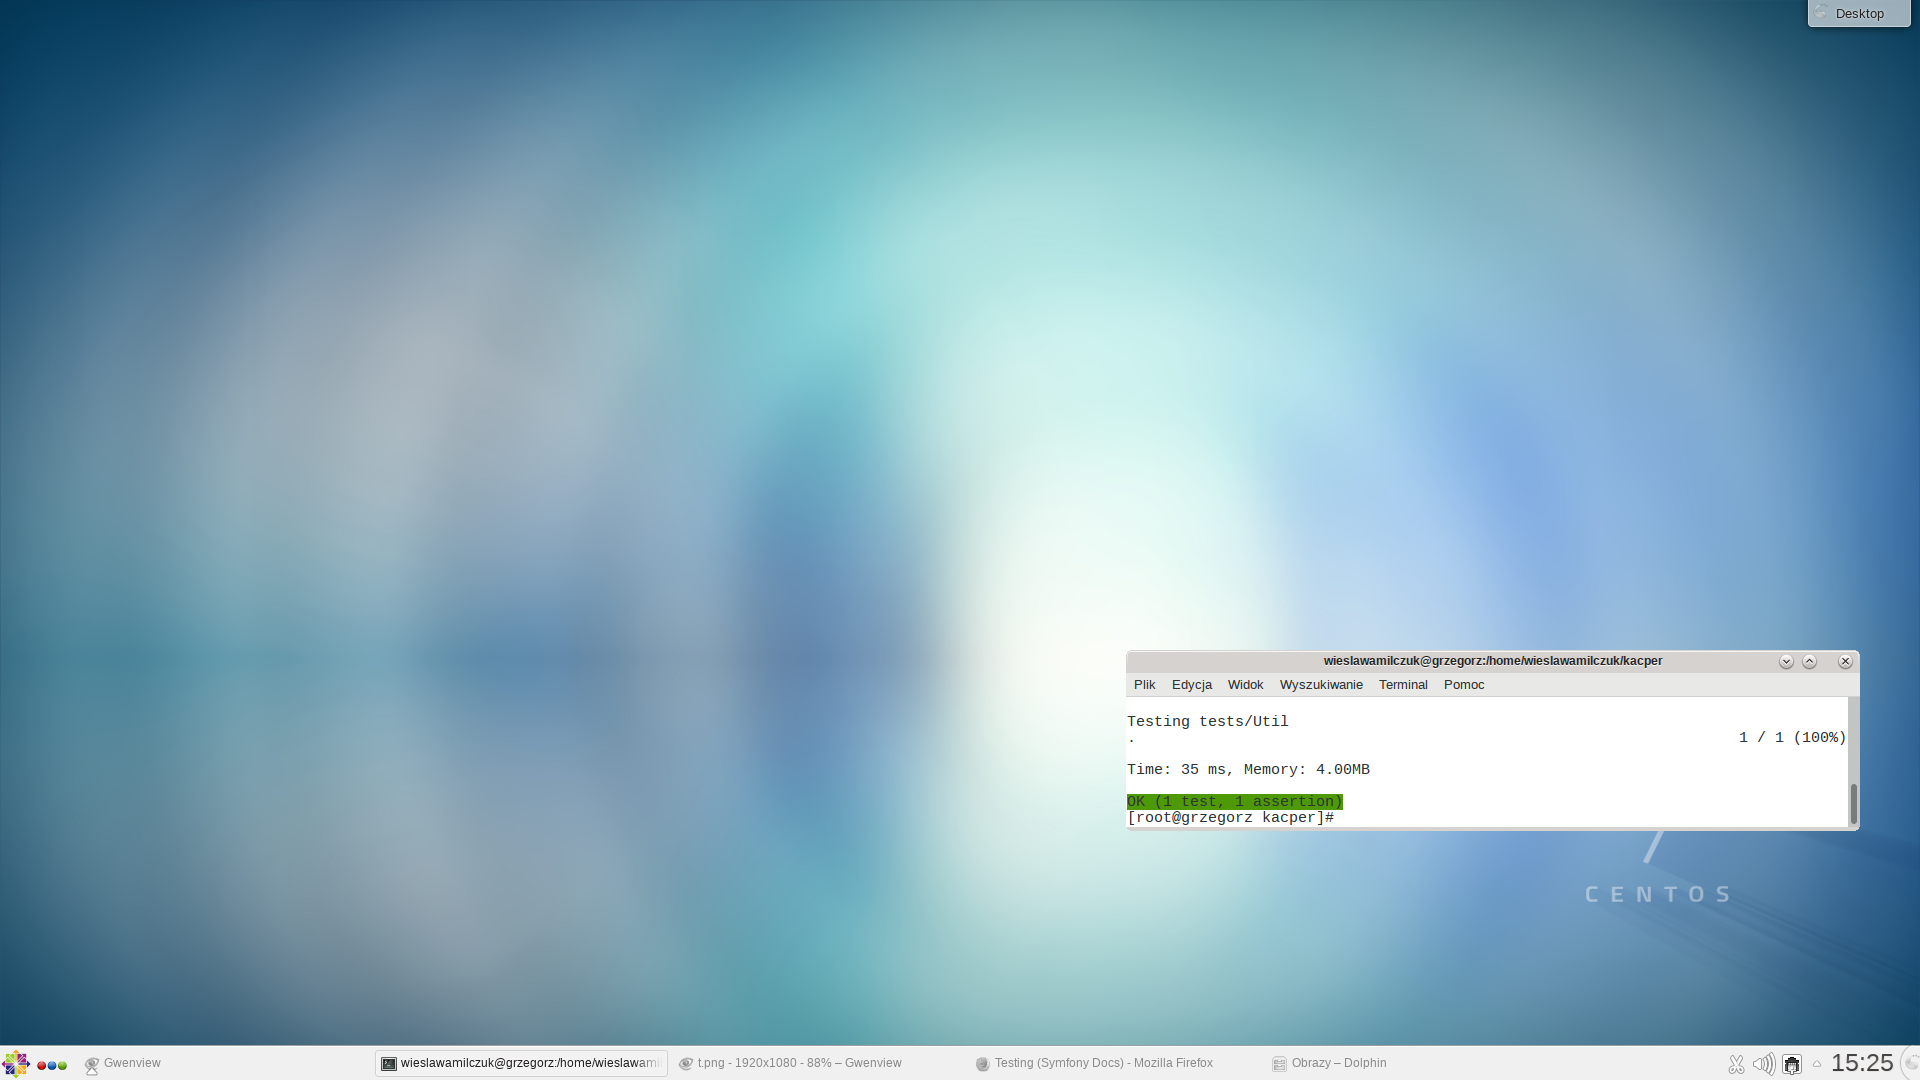 Desktop
wieslawamilczuk@grzegorz:/home/wieslawamilczuk/kacper
Plik Edycja Widok Wyszukiwanie Terminal Pomoc
Testing tests/Util
. 1 / 1 (100%)
Time: 35 ms, Memory: 4.00MB
OK (1 test, 1 assertion)
[root@grzegorz kacper]#
CENTOS
Gwenview wieslawamilczuk@grzegorz:/home/wieslawami t.png - 1920x1080 - 88% – Gwenview Testing (Symfony Docs) - Mozilla Firefox Obrazy – Dolphin 15:25